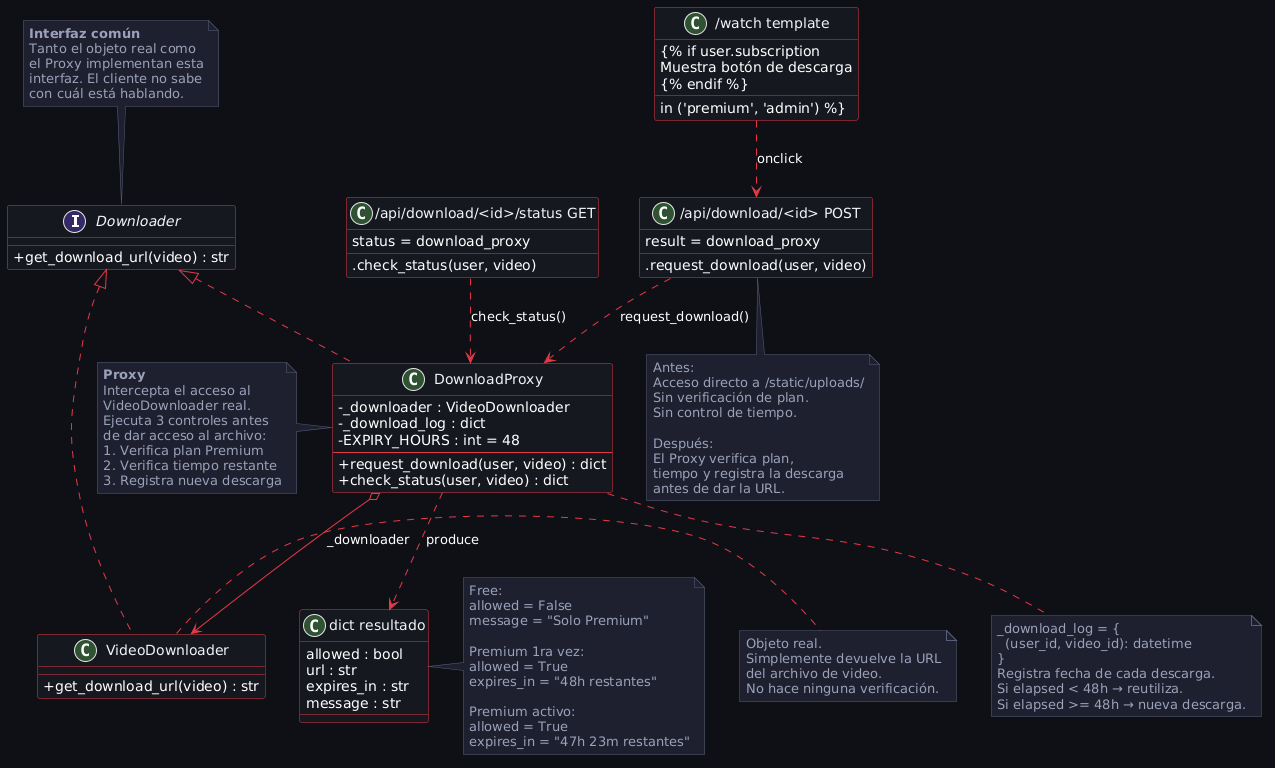 Interfaz común
Tanto el objeto real como
el Proxy implementan esta
interfaz. El cliente no sabe
con cuál está hablando.
C /watch template
{% if user.subscription
Muestra botón de descarga
{% endif %}
in ('premium', 'admin') %}
onclick
I Downloader
+get_download_url(video) : str
C /api/download/<id>/status GET
status = download_proxy
.check_status(user, video)
C /api/download/<id> POST
result = download_proxy
.request_download(user, video)
check_status()
request_download()
Proxy
Intercepta el acceso al
VideoDownloader real.
Ejecuta 3 controles antes
de dar acceso al archivo:
1. Verifica plan Premium
2. Verifica tiempo restante
3. Registra nueva descarga
C DownloadProxy
-_downloader : VideoDownloader
-_download_log : dict
-EXPIRY_HOURS : int = 48
+request_download(user, video) : dict
+check_status(user, video) : dict
Antes:
Acceso directo a /static/uploads/
Sin verificación de plan.
Sin control de tiempo.
Después:
El Proxy verifica plan,
tiempo y registra la descarga
antes de dar la URL.
_downloader
produce
C VideoDownloader
+get_download_url(video) : str
C dict resultado
allowed : bool
url : str
expires_in : str
message : str
Free:
allowed = False
message = "Solo Premium"
Premium 1ra vez:
allowed = True
expires_in = "48h restantes"
Premium activo:
allowed = True
expires_in = "47h 23m restantes"
Objeto real.
Simplemente devuelve la URL
del archivo de video.
No hace ninguna verificación.
_download_log = {
(user_id, video_id): datetime
}
Registra fecha de cada descarga.
Si elapsed < 48h → reutiliza.
Si elapsed >= 48h → nueva descarga.